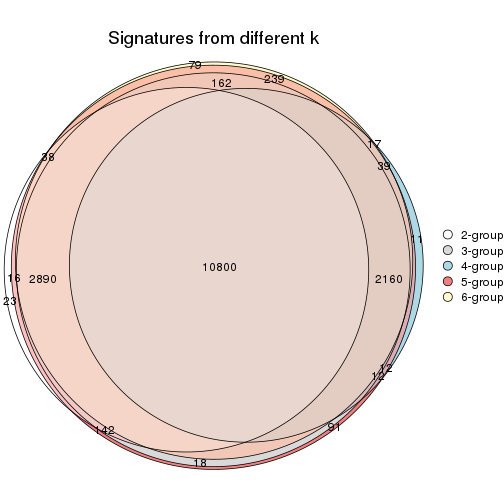 Signatures from different k
79
239
162
17
38
39
11
10800
16
2890
2160
23
12
12
142
91
18
2-group
3-group
4-group
5-group
6-group